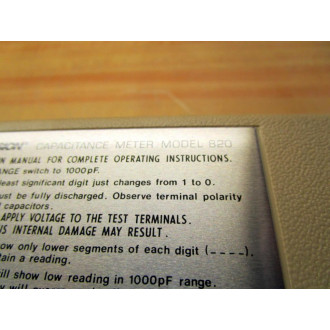 CAPACITANCE METER MODEL 820
MANUAL FOR COMPLETE OPERATING INSTRUCTIONS.
switch to 1000pF.
least significant digit just changes from 1 to 0.
be fully discharged. Observe terminal polarity
capacitors.
APPLY VOLTAGE TO THE TEST TERMINALS.
INTERNAL DAMAGE MAY RESULT.
only lower segments of each digit (----).
a reading.
show low reading in 1000pF range.